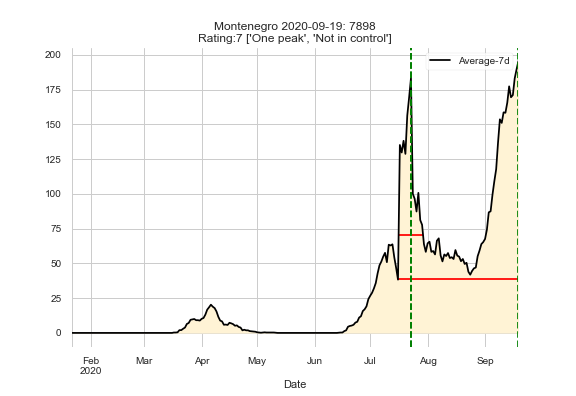 Montenegro 2020-09-19: 7898
Rating:7 ['One peak', 'Not in control']
Average-7d
200
175
150
125
100
75
50
25
0
Feb
2020
Mar
Apr
May
Jun
Jul
Aug
Sep
Date